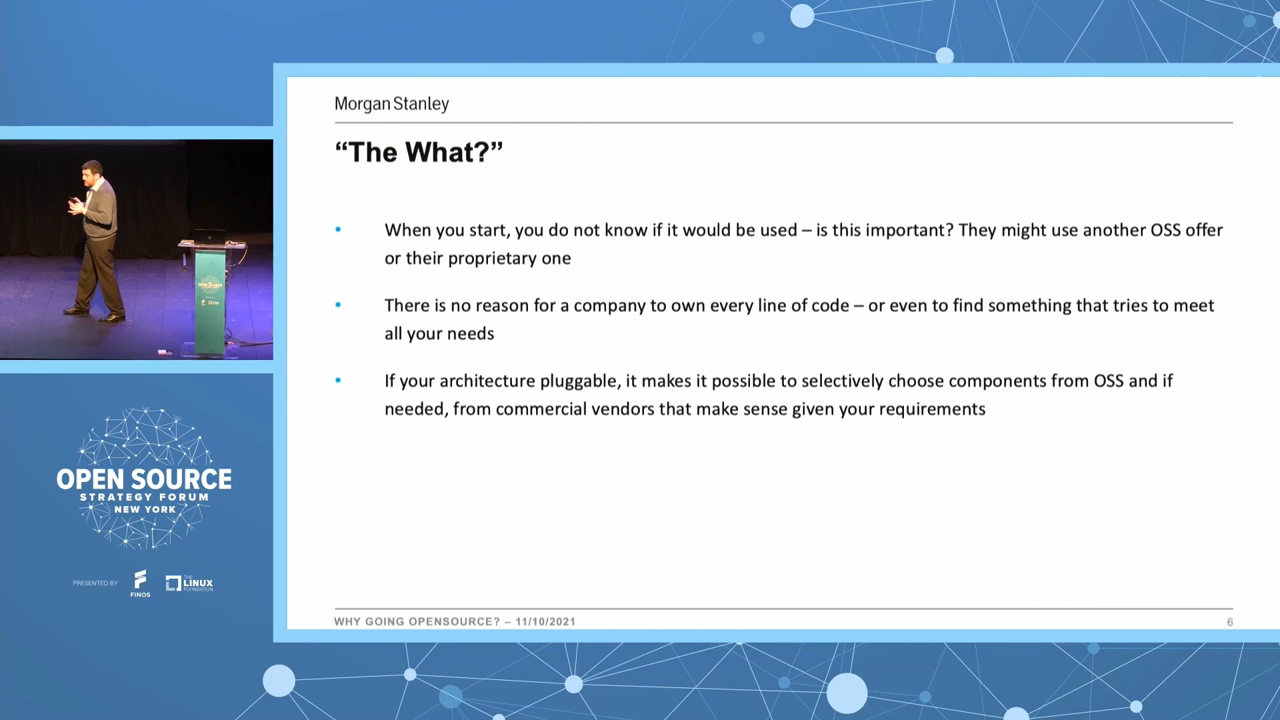 Morgan Stanley
“The What?”
• When you start, you do not know if it would be used – is this important? They might use another OSS offer
or their proprietary one
• There is no reason for a company to own every line of code – or even to find something that tries to meet
all your needs
• If your architecture pluggable, it makes it possible to selectively choose components from OSS and if
needed, from commercial vendors that make sense given your requirements
WHY GOING OPENSOURCE? – 11/10/2021
6
OPEN SOURCE
STRATEGY FORUM
NEW YORK
PRESENTED BY
FINOS
THE
LINUX
FOUNDATION